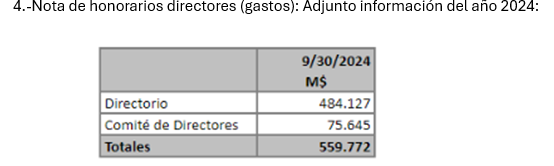 4.-Nota de honorarios directores (gastos): Adjunto información del año 2024:
9/30/2024
M$
Directorio 484.127
Comité de Directores 75.645
Totales 559.772